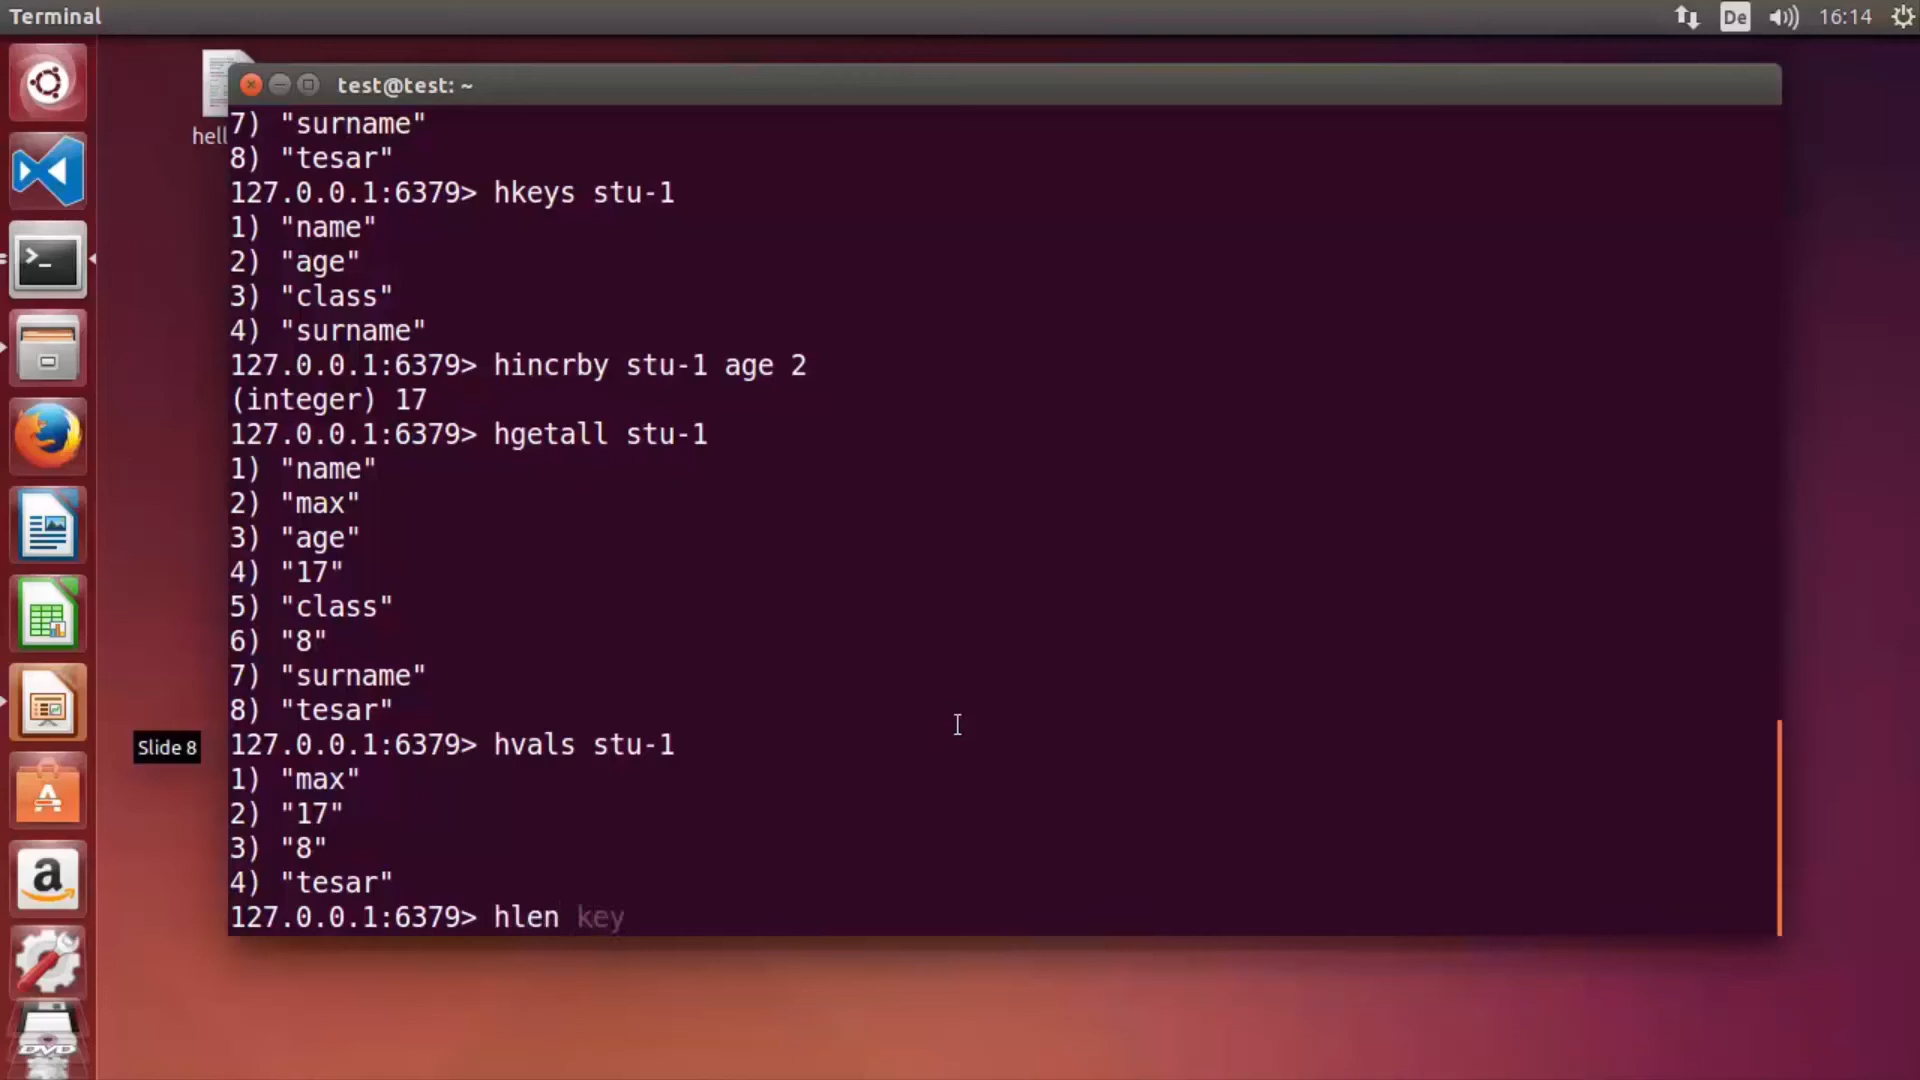 Terminal
De
16:14
test@test: ~
hell
7) "surname"
8) "tesar"
127.0.0.1:6379> hkeys stu-1
1) "name"
2) "age"
3) "class"
4) "surname"
127.0.0.1:6379> hincrby stu-1 age 2
(integer) 17
127.0.0.1:6379> hgetall stu-1
1) "name"
2) "max"
3) "age"
4) "17"
5) "class"
6) "8"
7) "surname"
8) "tesar"
Slide 8
127.0.0.1:6379> hvals stu-1
1) "max"
2) "17"
3) "8"
4) "tesar"
127.0.0.1:6379> hlen key
DVD